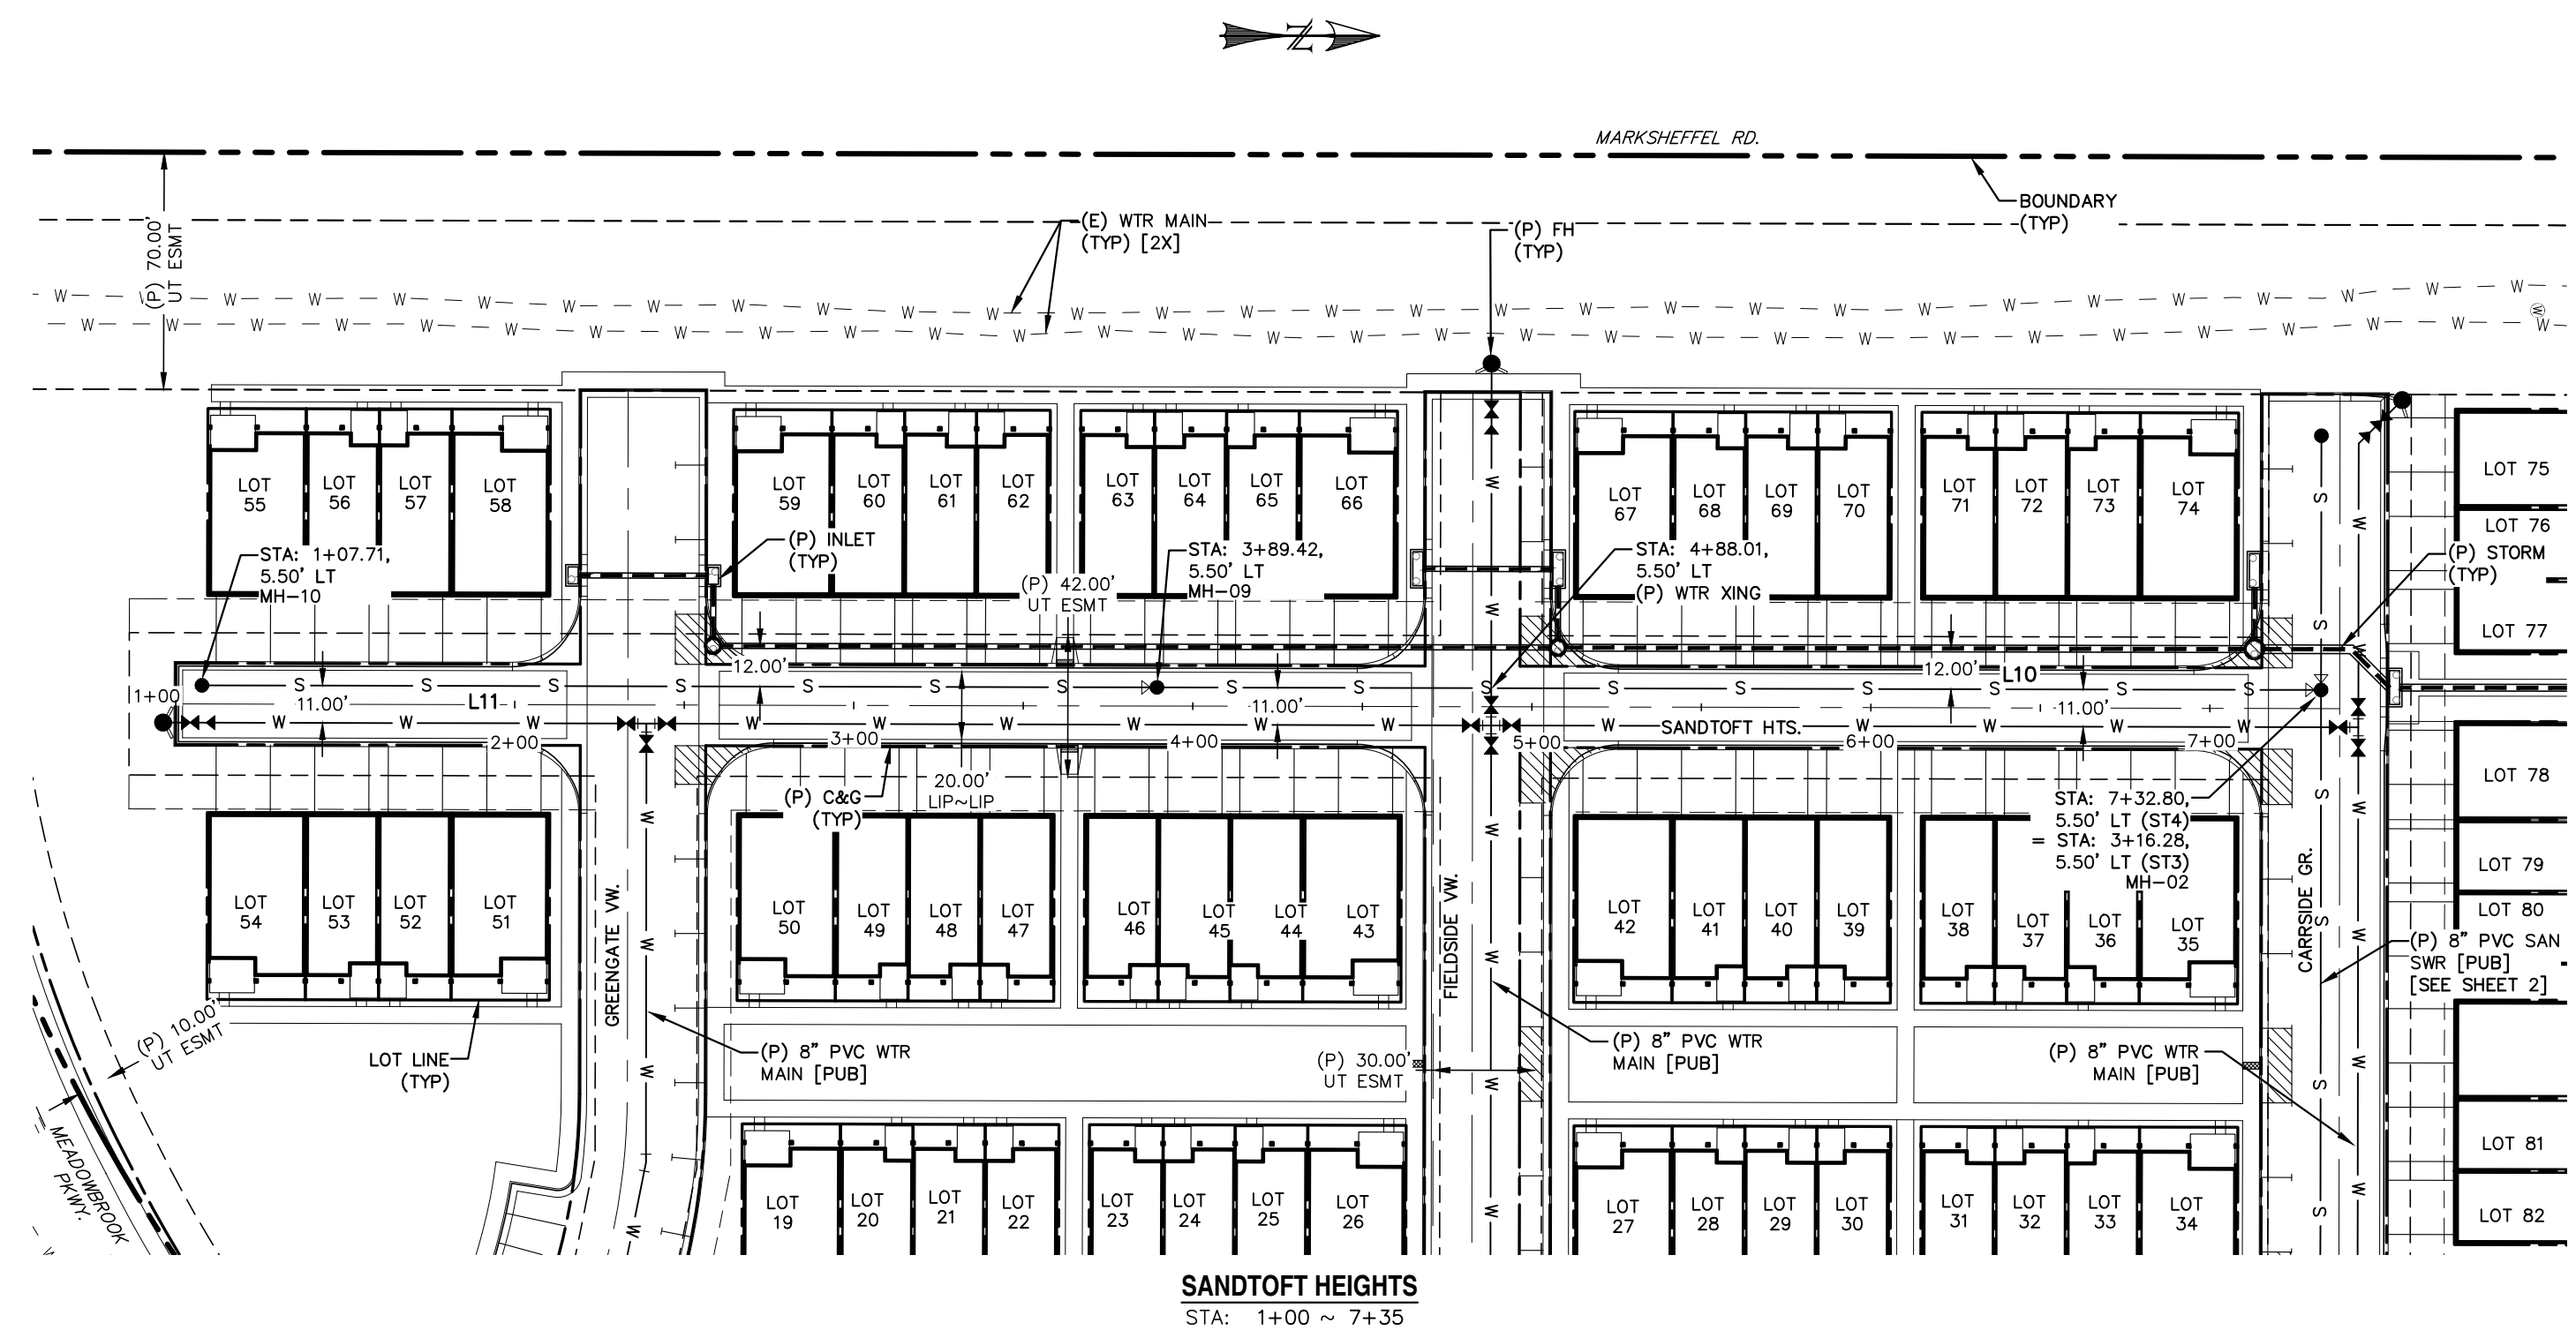 N
MARKSHEFFEL RD.
BOUNDARY
(TYP)
(P) 70.00'
UT ESMT
(E) WTR MAIN
(TYP) [2X]
(P) FH
(TYP)
LOT
55
LOT
56
LOT
57
LOT
58
LOT
59
LOT
60
LOT
61
LOT
62
LOT
63
LOT
64
LOT
65
LOT
66
LOT
67
LOT
68
LOT
69
LOT
70
LOT
71
LOT
72
LOT
73
LOT
74
LOT 75
LOT 76
LOT 77
STA: 1+07.71,
5.50' LT
MH-10
(P) INLET
(TYP)
(P) 42.00'
UT ESMT
STA: 3+89.42,
5.50' LT
MH-09
STA: 4+88.01,
5.50' LT
(P) WTR XING
(P) STORM
(TYP)
12.00'
12.00'
L10
1+00
11.00'
L11
11.00'
11.00'
SANDTOFT HTS.
2+00
3+00
4+00
5+00
6+00
7+00
(P) C&G
(TYP)
20.00'
LIP~LIP
STA: 7+32.80,
5.50' LT (ST4)
= STA: 3+16.28,
5.50' LT (ST3)
MH-02
LOT 78
LOT 79
LOT 80
LOT
54
LOT
53
LOT
52
LOT
51
GREENGATE VW.
LOT
50
LOT
49
LOT
48
LOT
47
LOT
46
LOT
45
LOT
44
LOT
43
FIELDSIDE VW.
LOT
42
LOT
41
LOT
40
LOT
39
LOT
38
LOT
37
LOT
36
LOT
35
CARRSIDE GR.
(P) 8" PVC SAN
SWR [PUB]
[SEE SHEET 2]
(P) 10.00'
UT ESMT
LOT LINE
(TYP)
(P) 8" PVC WTR
MAIN [PUB]
(P) 30.00'
UT ESMT
(P) 8" PVC WTR
MAIN [PUB]
(P) 8" PVC WTR
MAIN [PUB]
MEADOWBROOK
PKWY.
LOT
19
LOT
20
LOT
21
LOT
22
LOT
23
LOT
24
LOT
25
LOT
26
LOT
27
LOT
28
LOT
29
LOT
30
LOT
31
LOT
32
LOT
33
LOT
34
LOT 81
LOT 82
SANDTOFT HEIGHTS
STA: 1+00 ~ 7+35